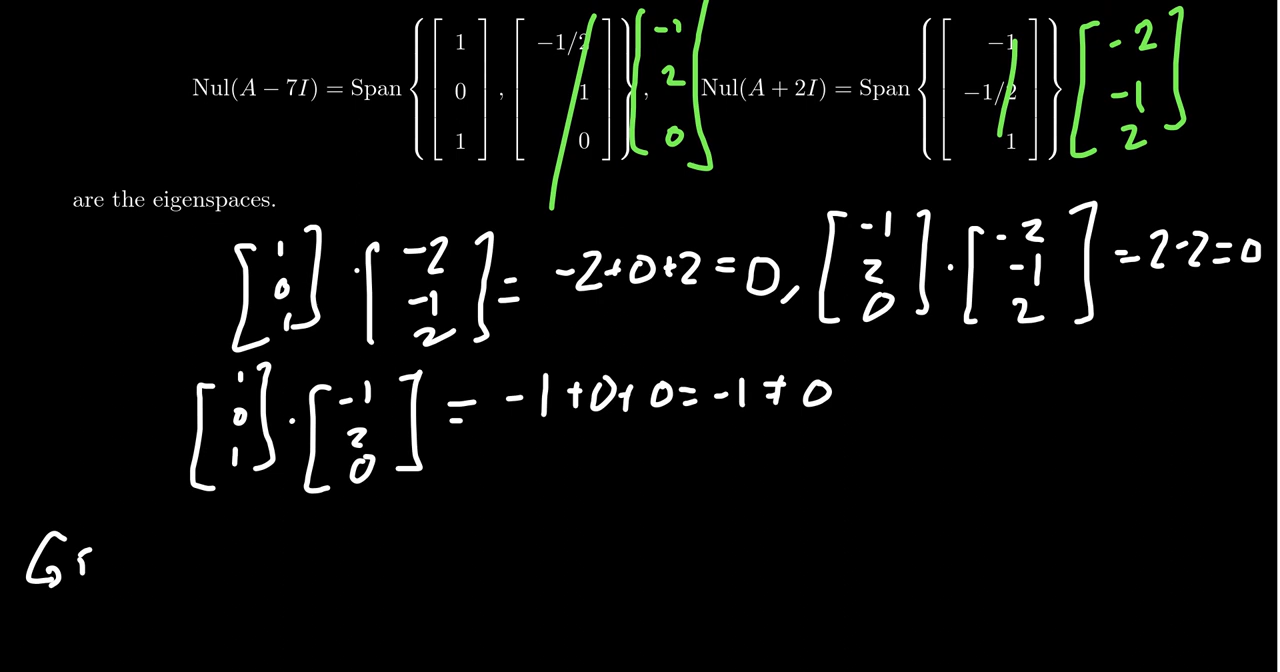 Nul(A − 7I) = Span { [1 0 1], [−1/2 1 0] } [-1 2 0], Nul(A + 2I) = Span { [−1 −1/2 1] } [-2 -1 2]
are the eigenspaces.
[1 0 1] · [-2 -1 2] = -2+0+2=0, [-1 2 0] · [-2 -1 2] = 2-2=0
[1 0 1] · [-1 2 0] = -1+0+0=-1≠0
Gr